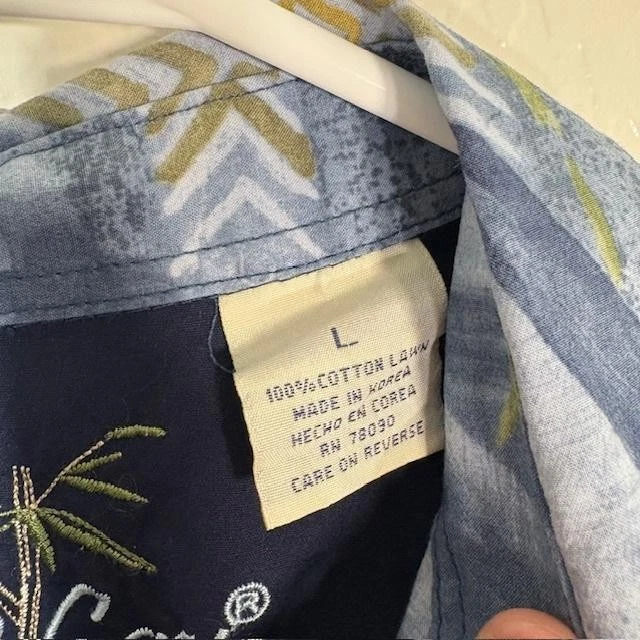 L
100% COTTON LAWN
MADE IN KOREA
HECHO EN COREA
RN 78090
CARE ON REVERSE
®